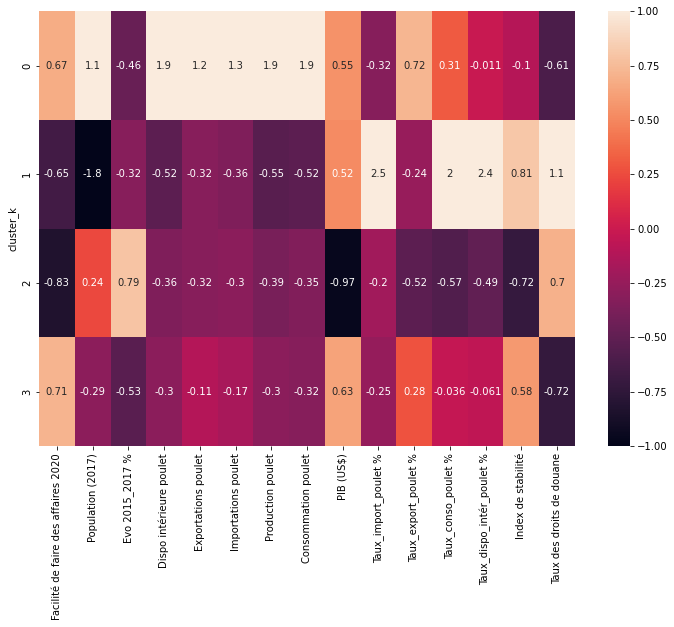 0.67 1.1 -0.46 1.9 1.2 1.3 1.9 1.9 0.55 -0.32 0.72 0.31 -0.011 -0.1 -0.61
-0.65 -1.8 -0.32 -0.52 -0.32 -0.36 -0.55 -0.52 0.52 2.5 -0.24 2 2.4 0.81 1.1
-0.83 0.24 0.79 -0.36 -0.32 -0.3 -0.39 -0.35 -0.97 -0.2 -0.52 -0.57 -0.49 -0.72 0.7
0.71 -0.29 -0.53 -0.3 -0.11 -0.17 -0.3 -0.32 0.63 -0.25 0.28 -0.036 -0.061 0.58 -0.72
0
1
2
3
cluster_k
Facilité de faire des affaires 2020
Population (2017)
Evo 2015_2017 %
Dispo intérieure poulet
Exportations poulet
Importations poulet
Production poulet
Consommation poulet
PIB (US$)
Taux_import_poulet %
Taux_export_poulet %
Taux_conso_poulet %
Taux_dispo_intér_poulet %
Index de stabilité
Taux des droits de douane
1.00
0.75
0.50
0.25
0.00
-0.25
-0.50
-0.75
-1.00